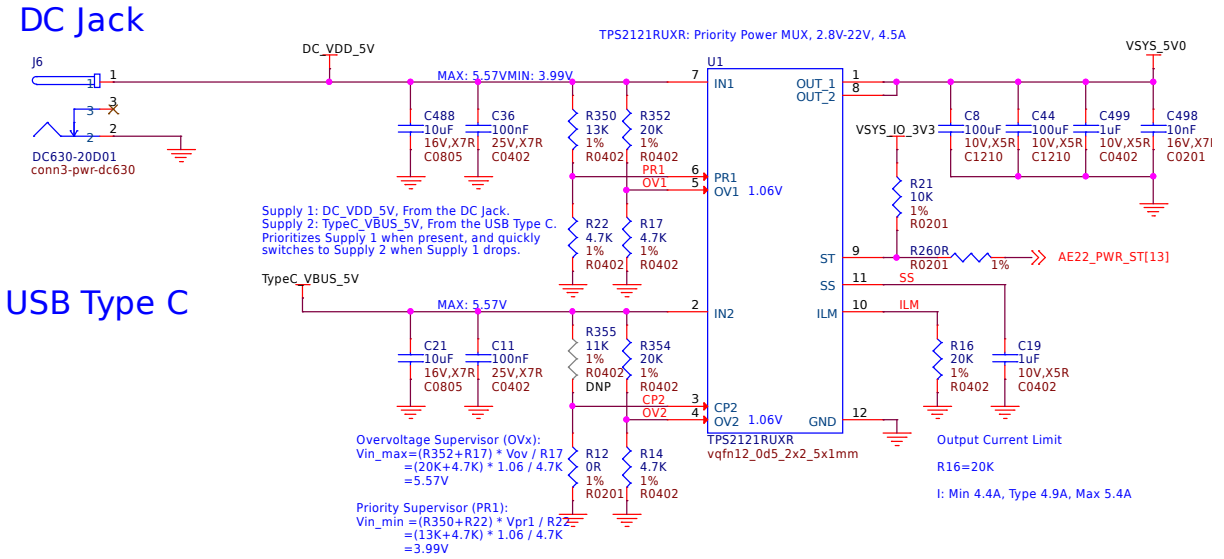 DC Jack
TPS2121RUXR: Priority Power MUX, 2.8V-22V, 4.5A
J6
1
1
3
3
2
2
DC630-20D01
conn3-pwr-dc630
DC_VDD_5V
MAX: 5.57V
MIN: 3.99V
C488
10uF
16V,X7R
C0805
C36
100nF
25V,X7R
C0402
R350
13K
1%
R0402
R352
20K
1%
R0402
PR1
OV1
R22
4.7K
1%
R0402
R17
4.7K
1%
R0402
Supply 1: DC_VDD_5V, From the DC Jack.
Supply 2: TypeC_VBUS_5V, From the USB Type C.
Prioritizes Supply 1 when present, and quickly
switches to Supply 2 when Supply 1 drops.
U1
7
IN1
6
PR1
5
OV1
1.06V
2
IN2
3
CP2
4
OV2
1.06V
OUT_1
1
OUT_2
8
ST
9
SS
11
ILM
10
GND
12
TPS2121RUXR
vqfn12_0d5_2x2_5x1mm
VSYS_5V0
C8
100uF
10V,X5R
C1210
C44
100uF
10V,X5R
C1210
C499
1uF
10V,X5R
C0402
C498
10nF
16V,X7R
C0201
VSYS_IO_3V3
R21
10K
1%
R0201
R260R
R0201
1%
AE22_PWR_ST[13]
SS
ILM
R16
20K
1%
R0402
C19
1uF
10V,X5R
C0402
USB Type C
TypeC_VBUS_5V
MAX: 5.57V
C21
10uF
16V,X7R
C0805
C11
100nF
25V,X7R
C0402
R355
11K
1%
R0402
DNP
R354
20K
1%
R0402
CP2
OV2
R12
0R
1%
R0201
R14
4.7K
1%
R0402
Overvoltage Supervisor (OVx):
Vin_max=(R352+R17) * Vov / R17
=(20K+4.7K) * 1.06 / 4.7K
=5.57V
Priority Supervisor (PR1):
Vin_min =(R350+R22) * Vpr1 / R22
=(13K+4.7K) * 1.06 / 4.7K
=3.99V
Output Current Limit
R16=20K
I: Min 4.4A, Type 4.9A, Max 5.4A